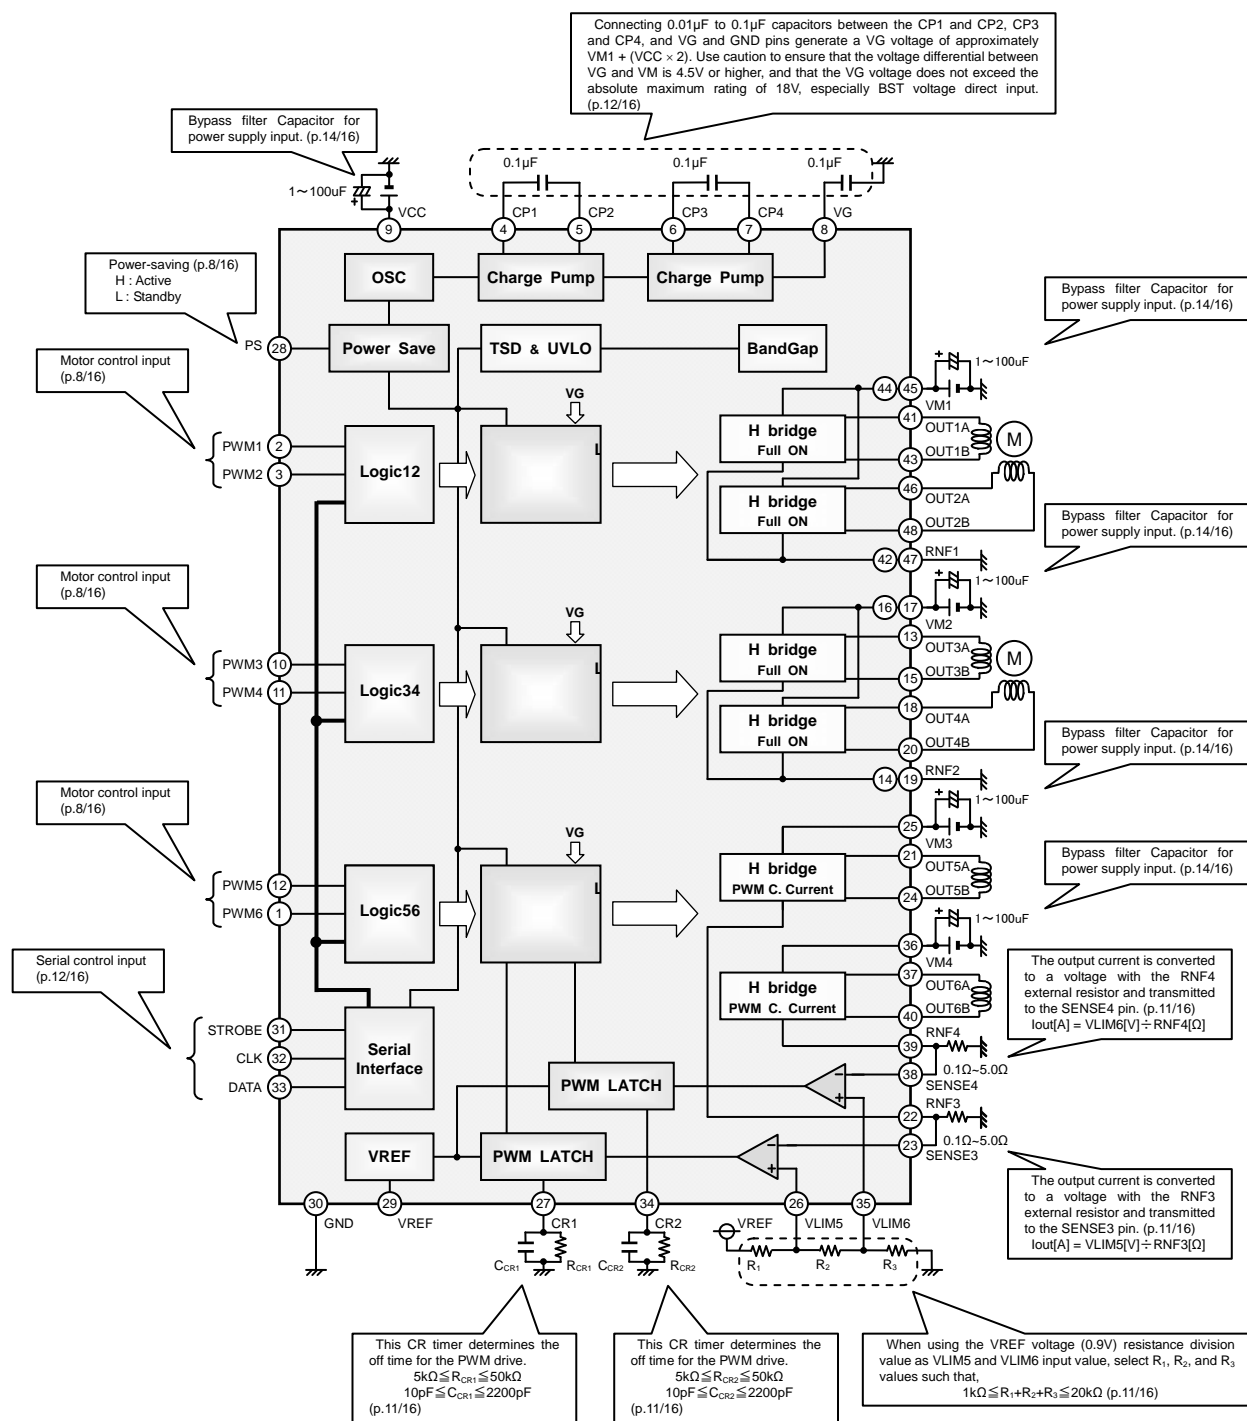 Connecting 0.01µF to 0.1µF capacitors between the CP1 and CP2, CP3
and CP4, and VG and GND pins generate a VG voltage of approximately
VM1 + (VCC × 2). Use caution to ensure that the voltage differential between
VG and VM is 4.5V or higher, and that the VG voltage does not exceed the
absolute maximum rating of 18V, especially BST voltage direct input.
(p.12/16)
Bypass filter Capacitor for
power supply input. (p.14/16)
0.1µF
0.1µF
0.1µF
1～100uF
+
VCC
CP1
CP2
CP3
CP4
VG
9
4
5
6
7
8
Power-saving (p.8/16)
H : Active
L : Standby
OSC
Charge Pump
Charge Pump
Bypass filter Capacitor for
power supply input. (p.14/16)
PS
28
Power Save
TSD & UVLO
BandGap
Motor control input
(p.8/16)
+
1～100uF
VG
44
45
VM1
41
OUT1A
PWM1
2
PWM2
3
Logic12
L
H bridge
Full ON
M
43
OUT1B
46
OUT2A
H bridge
Full ON
48
OUT2B
Bypass filter Capacitor for
power supply input. (p.14/16)
42
47
RNF1
Motor control input
(p.8/16)
+
1～100uF
VG
16
17
VM2
13
OUT3A
PWM3
10
PWM4
11
Logic34
L
H bridge
Full ON
M
15
OUT3B
18
OUT4A
H bridge
Full ON
20
OUT4B
Bypass filter Capacitor for
power supply input. (p.14/16)
14
19
RNF2
Motor control input
(p.8/16)
+
1～100uF
VG
25
VM3
21
OUT5A
PWM5
12
PWM6
1
Logic56
L
H bridge
PWM C. Current
24
OUT5B
Bypass filter Capacitor for
power supply input. (p.14/16)
+
1～100uF
36
VM4
37
OUT6A
H bridge
PWM C. Current
40
OUT6B
Serial control input
(p.12/16)
The output current is converted
to a voltage with the RNF4
external resistor and transmitted
to the SENSE4 pin. (p.11/16)
Iout[A] = VLIM6[V]÷RNF4[Ω]
STROBE
31
CLK
32
DATA
33
Serial
Interface
39
RNF4
0.1Ω~5.0Ω
38
SENSE4
PWM LATCH
−
+
22
RNF3
0.1Ω~5.0Ω
23
SENSE3
VREF
PWM LATCH
−
+
The output current is converted
to a voltage with the RNF3
external resistor and transmitted
to the SENSE3 pin. (p.11/16)
Iout[A] = VLIM5[V]÷RNF3[Ω]
30
29
27
34
26
35
GND
VREF
CR1
CR2
VREF
VLIM5
VLIM6
CCR1
RCR1
CCR2
RCR2
R1
R2
R3
This CR timer determines the
off time for the PWM drive.
5kΩ≦RCR1≦50kΩ
10pF≦CCR1≦2200pF
(p.11/16)
This CR timer determines the
off time for the PWM drive.
5kΩ≦RCR2≦50kΩ
10pF≦CCR2≦2200pF
(p.11/16)
When using the VREF voltage (0.9V) resistance division
value as VLIM5 and VLIM6 input value, select R1, R2, and R3
values such that,
1kΩ≦R1+R2+R3≦20kΩ (p.11/16)